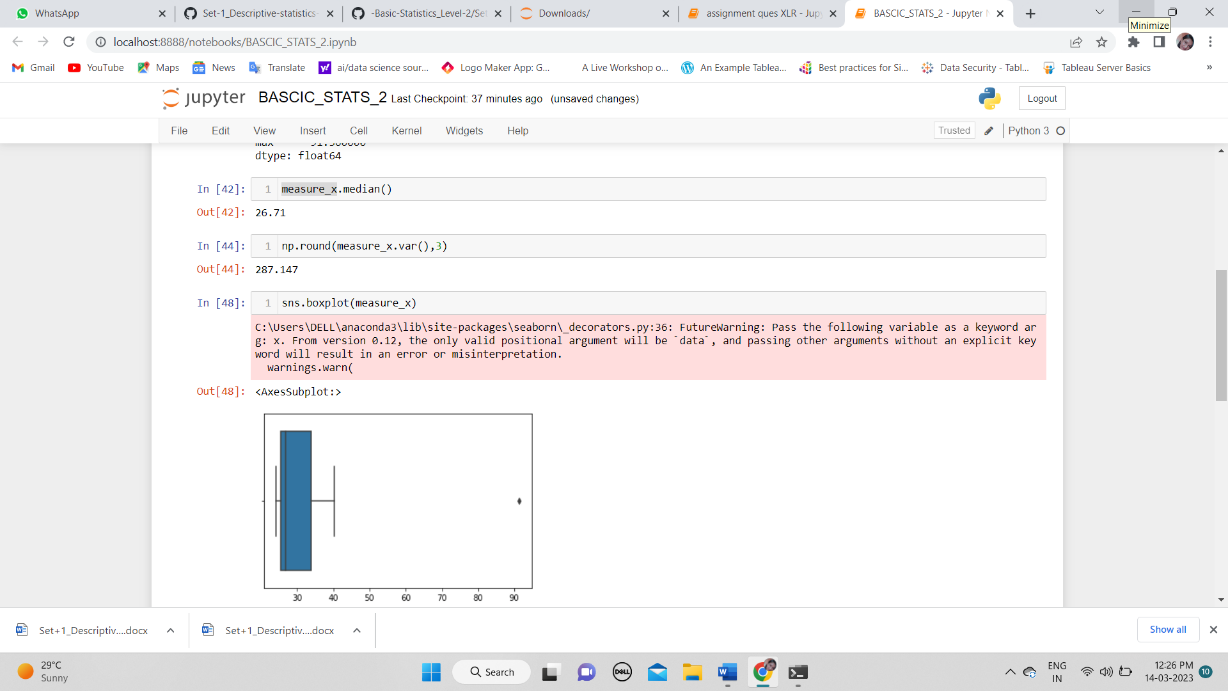 WhatsApp
Set-1_Descriptive-statistics-
-Basic-Statistics_Level-2/Set
Downloads/
assignment ques XLR - Jup
BASCIC_STATS_2 - Jupyter N
Minimize
localhost:8888/notebooks/BASCIC_STATS_2.ipynb
Gmail
YouTube
Maps
News
Translate
ai/data science sour...
Logo Maker App: G...
A Live Workshop o...
An Example Tablea...
Best practices for Si...
Data Security - Tabl...
Tableau Server Basics
»
jupyter BASCIC_STATS_2 Last Checkpoint: 37 minutes ago (unsaved changes)
Logout
File Edit View Insert Cell Kernel Widgets Help
Trusted
Python 3
max 91.360000
dtype: float64
In [42]: 1 measure_x.median()
Out[42]: 26.71
In [44]: 1 np.round(measure_x.var(),3)
Out[44]: 287.147
In [48]: 1 sns.boxplot(measure_x)
C:\Users\DELL\anaconda3\lib\site-packages\seaborn\_decorators.py:36: FutureWarning: Pass the following variable as a keyword ar
g: x. From version 0.12, the only valid positional argument will be `data`, and passing other arguments without an explicit key
word will result in an error or misinterpretation.
warnings.warn(
Out[48]: <AxesSubplot:>
30 40 50 60 70 80 90
Set+1_Descriptiv....docx
Set+1_Descriptiv....docx
Show all
29°C
Sunny
Search
DELL
ENG
IN
12:26 PM
14-03-2023
10